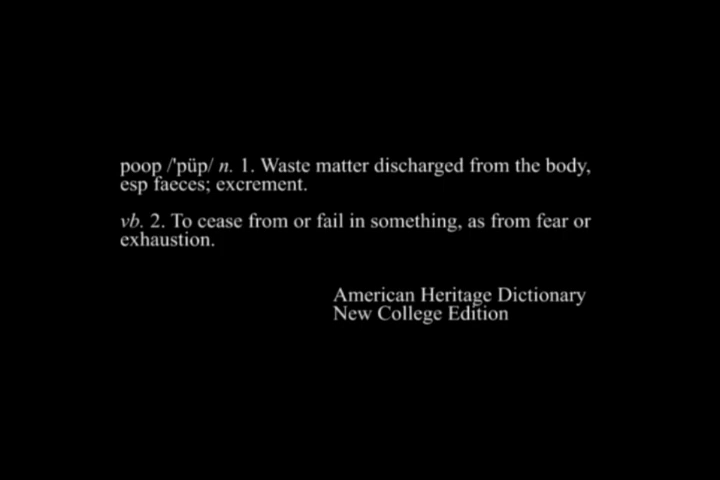 poop /'püp/ n. 1. Waste matter discharged from the body,
esp faeces; excrement.
vb. 2. To cease from or fail in something, as from fear or
exhaustion.
American Heritage Dictionary
New College Edition